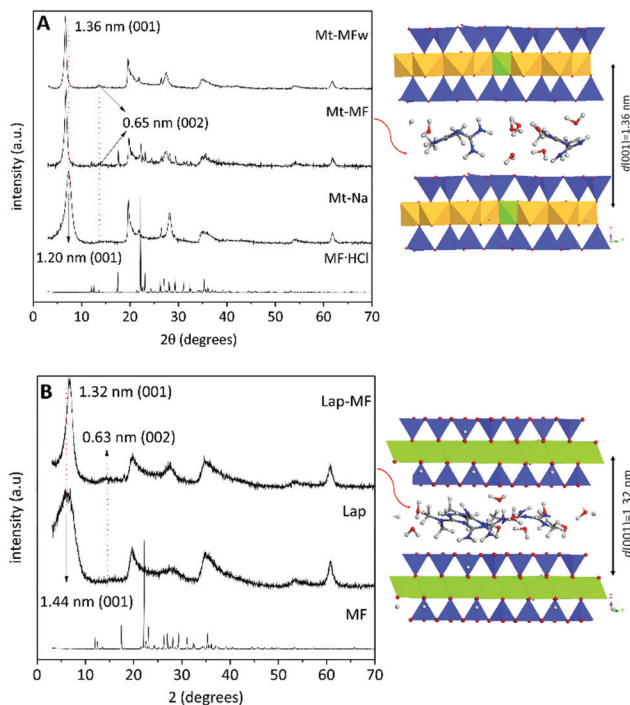 A
1.36 nm (001)
Mt-MFw
0.65 nm (002)
Mt-MF
Mt-Na
1.20 nm (001)
MF·HCl
intensity (a.u.)
0 10 20 30 40 50 60 70
2θ (degrees)
d(001)=1.36 nm
B
1.32 nm (001)
Lap-MF
0.63 nm (002)
Lap
1.44 nm (001)
MF
intensity (a.u)
0 10 20 30 40 50 60 70
2 (degrees)
d(001)=1.32 nm